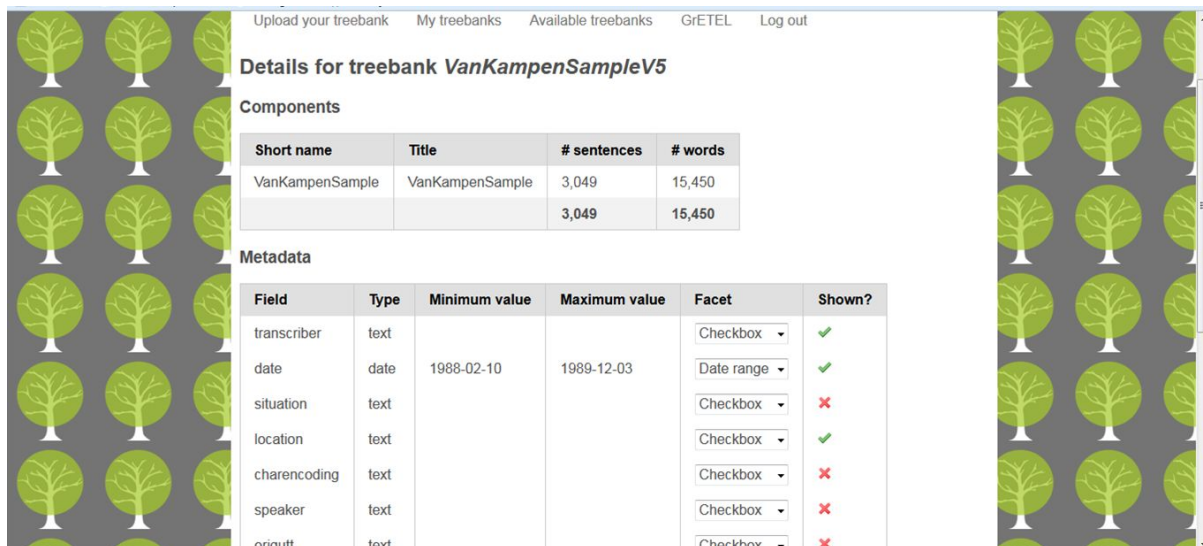 Upload your treebank My treebanks Available treebanks GrETEL Log out
Details for treebank VanKampenSampleV5
Components
Short name Title # sentences # words
VanKampenSample VanKampenSample 3,049 15,450
3,049 15,450
Metadata
Field Type Minimum value Maximum value Facet Shown?
transcriber text Checkbox
date date 1988-02-10 1989-12-03 Date range
situation text Checkbox
location text Checkbox
charencoding text Checkbox
speaker text Checkbox
origutt text Checkbox